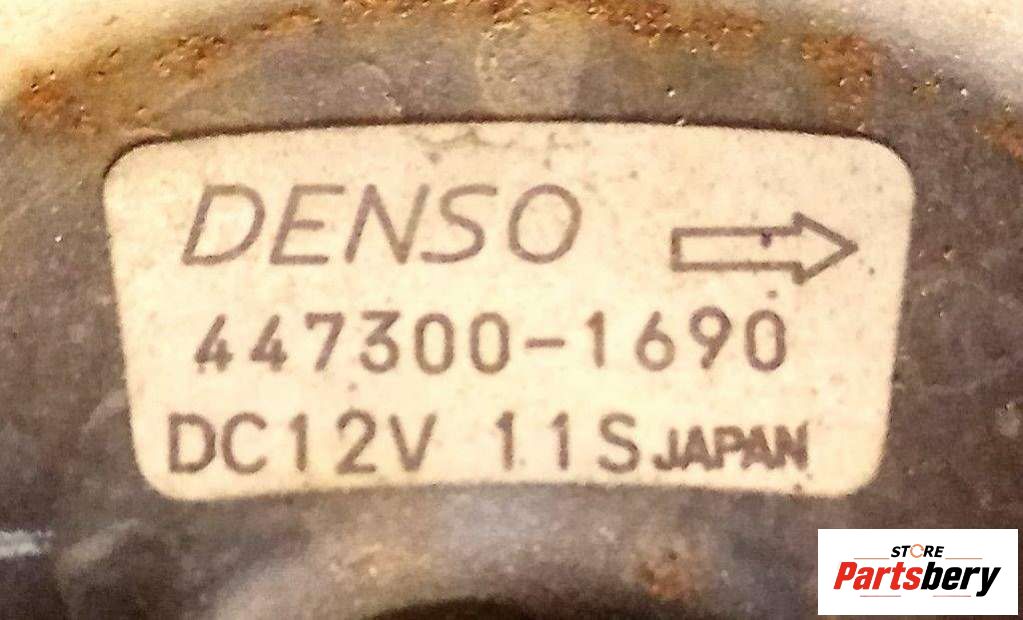 DENSO
447300-1690
DC12V 11S JAPAN
STORE
Partsbery